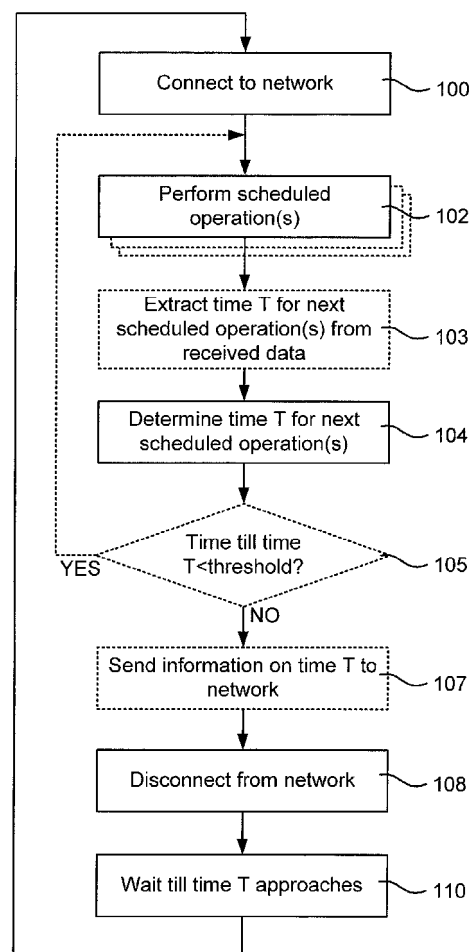 Connect to network
100
Perform scheduled
operation(s)
102
Extract time T for next
scheduled operation(s) from
received data
103
Determine time T for next
scheduled operation(s)
104
Time till time
T<threshold?
105
YES
NO
Send information on time T to
network
107
Disconnect from network
108
Wait till time T approaches
110